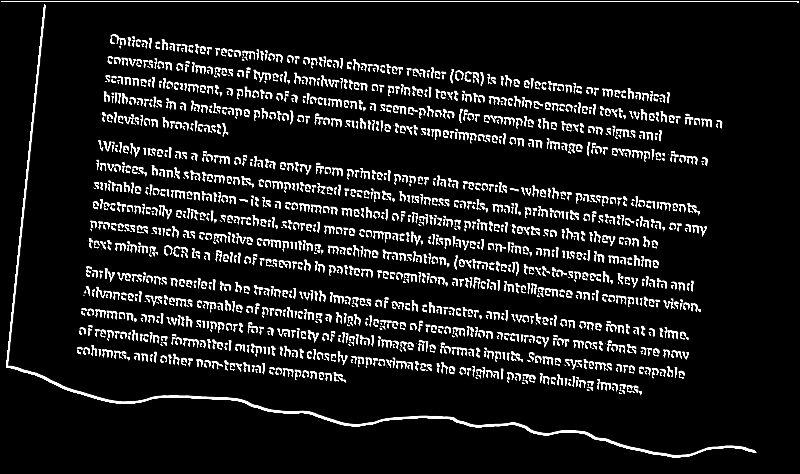 Optical character recognition or optical character reader (OCR) is the electronic or mechanical
conversion of images of typed, handwritten or printed text into machine-encoded text, whether from a
scanned document, a photo of a document, a scene-photo (for example the text on signs and
billboards in a landscape photo) or from subtitle text superimposed on an image (for example: from a
television broadcast).
Widely used as a form of data entry from printed paper data records – whether passport documents,
invoices, bank statements, computerized receipts, business cards, mail, printouts of static-data, or any
suitable documentation – it is a common method of digitizing printed texts so that they can be
electronically edited, searched, stored more compactly, displayed on-line, and used in machine
processes such as cognitive computing, machine translation, (extracted) text-to-speech, key data and
text mining. OCR is a field of research in pattern recognition, artificial intelligence and computer vision.
Early versions needed to be trained with images of each character, and worked on one font at a time.
Advanced systems capable of producing a high degree of recognition accuracy for most fonts are now
common, and with support for a variety of digital image file format inputs. Some systems are capable
of reproducing formatted output that closely approximates the original page including images,
columns, and other non-textual components.